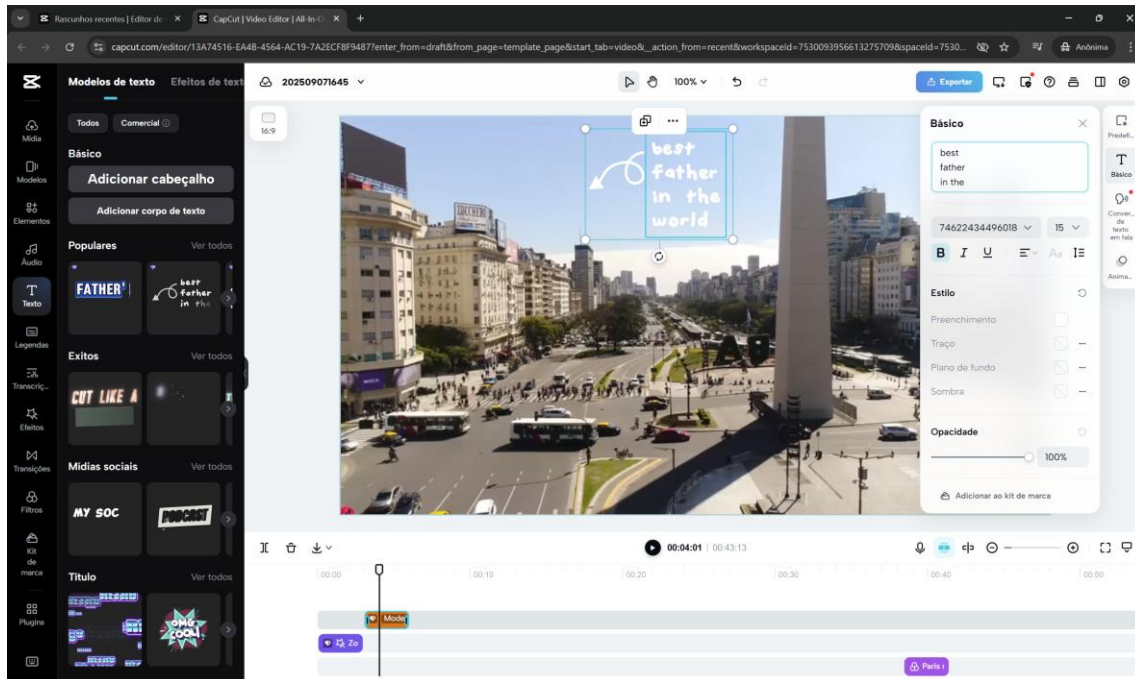 Rascunhos recentes | Editor de
CapCut | Video Editor | All-In-O
capcut.com/editor/13A74516-EA4B-4564-AC19-7A2ECF8F9487?enter_from=draft&from_page=template_page&start_tab=video&__action_from=recent&workspaceId=7530093956613275709&spaceId=7530...
Anônima
Modelos de texto
Efeitos de text
202509071645
100%
Exportar
Todos
Comercial
16:9
Básico
Adicionar cabeçalho
Adicionar corpo de texto
Populares
Ver todos
FATHER'
best
father
in the
Exitos
Ver todos
CUT LIKE A
Mídias sociais
Ver todos
MY SOC
PODCAST
Título
Ver todos
OMG
COOL!
Mídia
Modelos
Elementos
Áudio
Texto
Legendas
Transcriç...
Efeitos
Transições
Filtros
Kit
de
marca
Plugins
best
father
in the
world
ZUCCHERO
BA
Básico
best
father
in the
74622434496018
15
B I U
Aa
Estilo
Preenchimento
Traço
Plano de fundo
Sombra
Opacidade
100%
Adicionar ao kit de marca
Predefi...
Básico
Conver...
de
texto
em fala
Anima...
00:04:01 | 00:43:13
00:00
00:10
00:20
00:30
00:40
00:50
Model
Zo
Paris